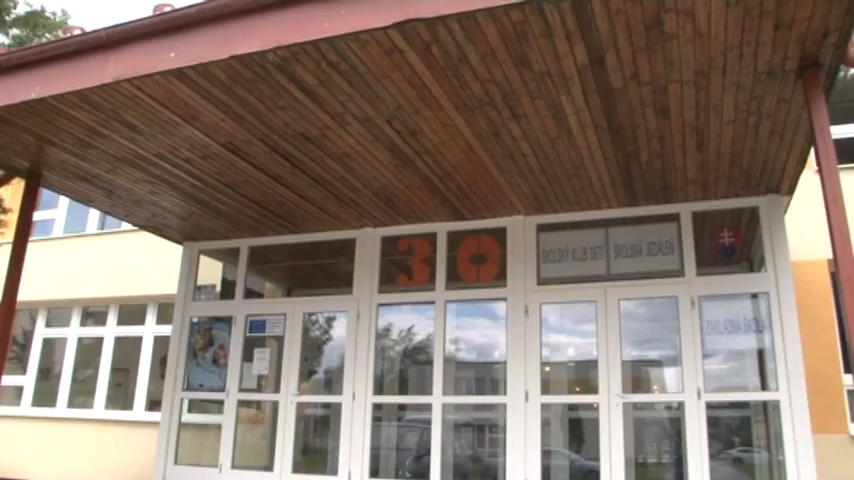 30
ŠKOLSKÝ KLUB DETÍ
ŠKOLSKÁ JEDÁLEŇ
ZÁKLADNÁ ŠKOLA